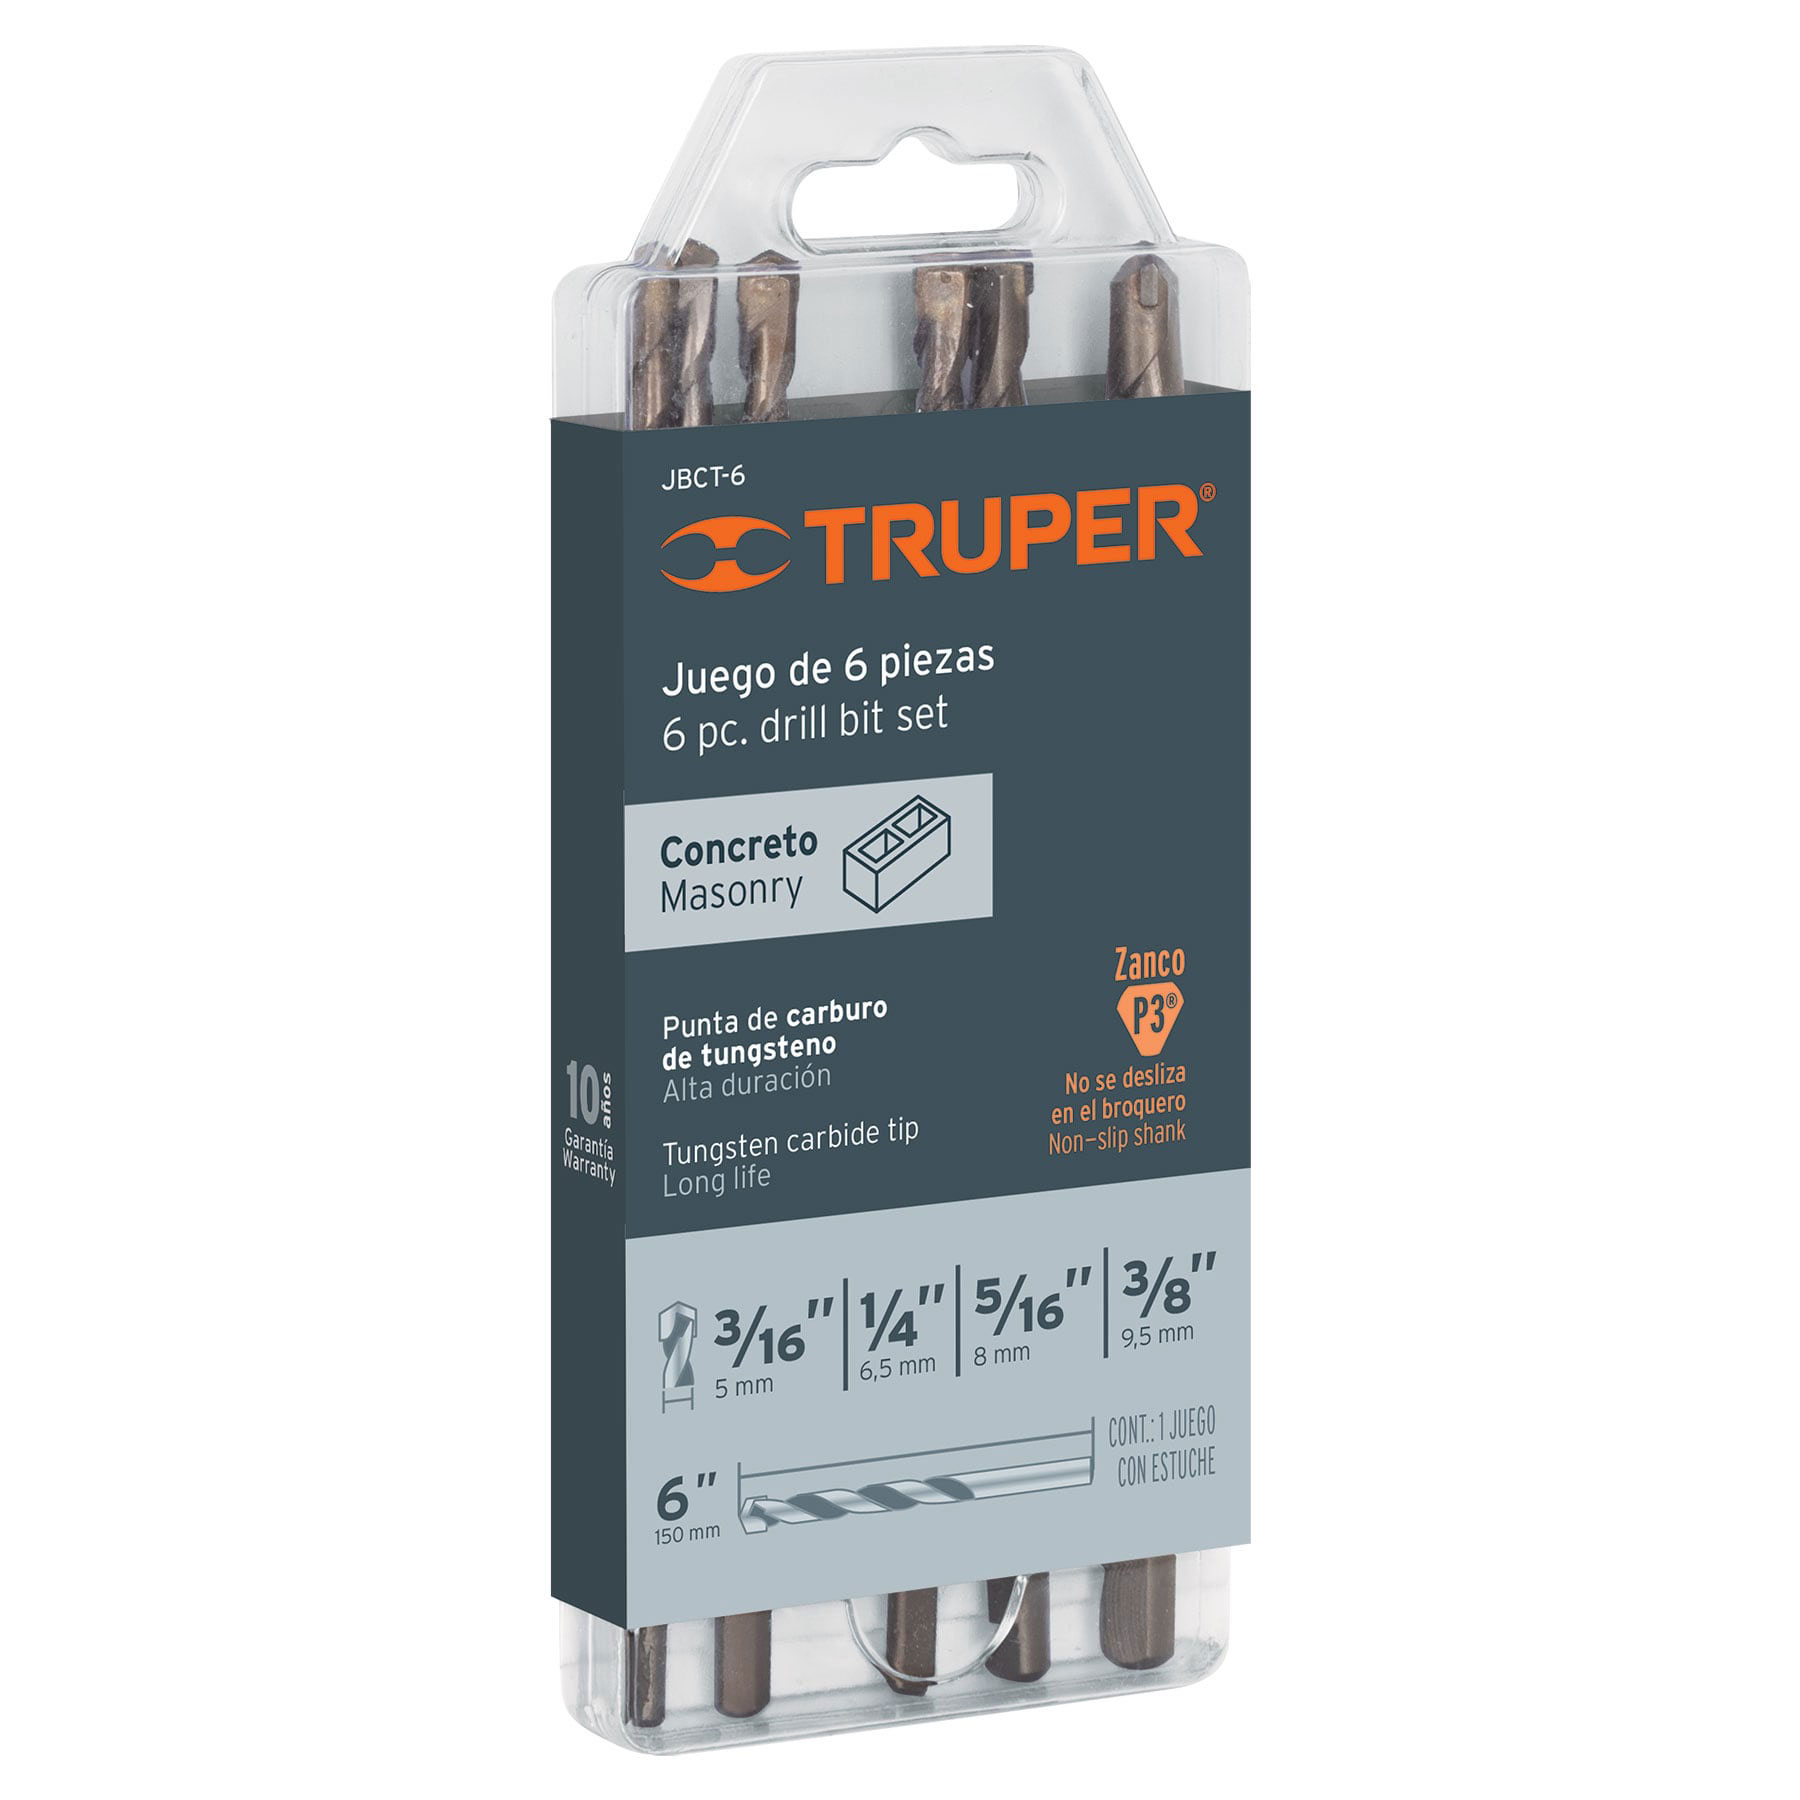 JBCT-6
TRUPER®
Juego de 6 piezas
6 pc. drill bit set
Concreto
Masonry
Punta de carburo
de tungsteno
Alta duración
Tungsten carbide tip
Long life
Zanco
P3®
No se desliza
en el broquero
Non-slip shank
10 años
Garantía
Warranty
3/16" 1/4" 5/16" 3/8"
5 mm 6,5 mm 8 mm 9,5 mm
6"
150 mm
CONT.: 1 JUEGO
CON ESTUCHE